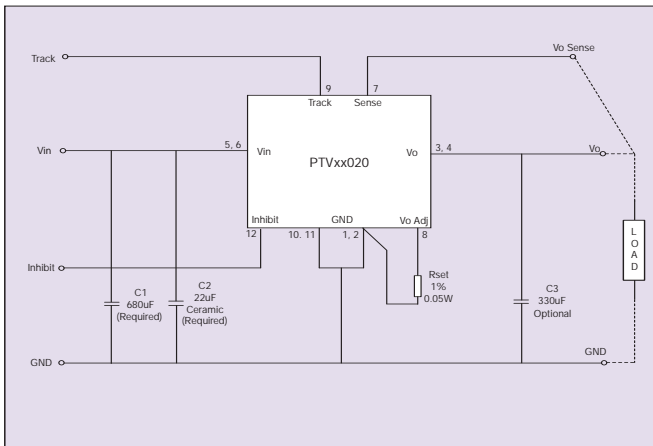 Vo Sense
Track
9
7
Track
Sense
5, 6
3, 4
Vin
Vin
Vo
Vo
PTVxx020
Inhibit
GND
Vo Adj
12
10. 11
1, 2
8
L
O
A
D
Inhibit
Rset
1%
0.05W
C1
680uF
(Required)
C2
22uF
Ceramic
(Required)
C3
330uF
Optional
GND
GND